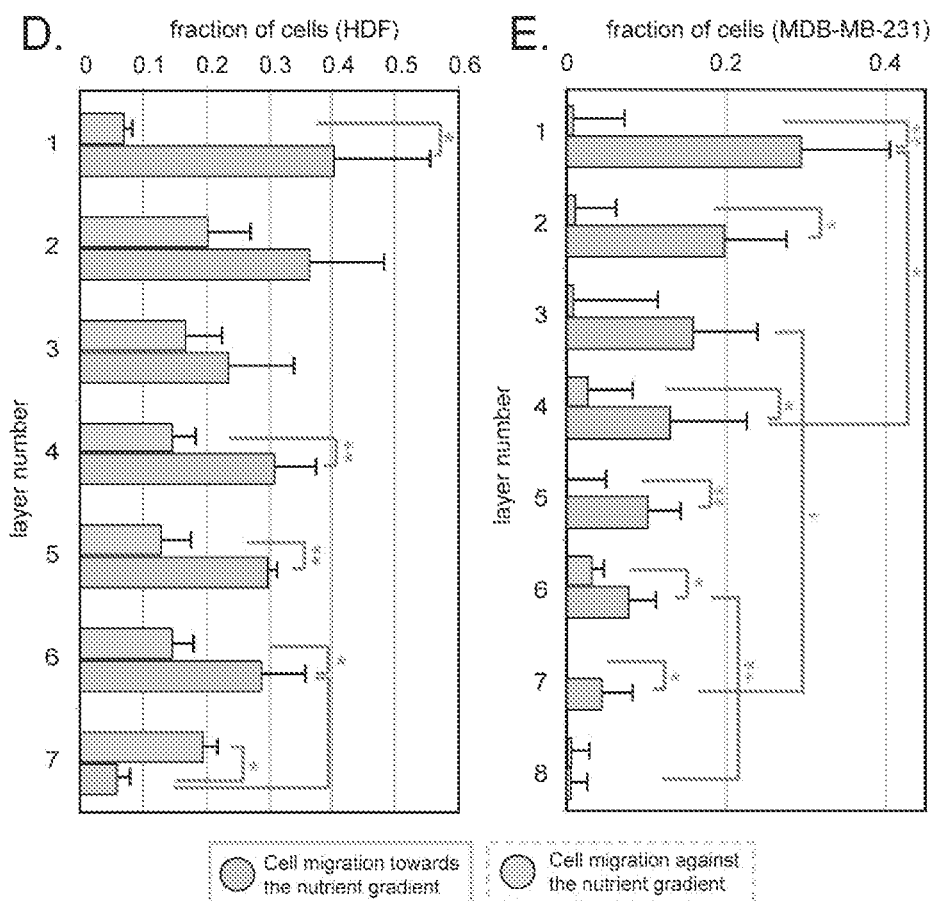 D.
fraction of cells (HDF)
0 0.1 0.2 0.3 0.4 0.5 0.6
layer number
1
2
3
4
5
6
7
*
**
**
*
*
E.
fraction of cells (MDB-MB-231)
0 0.2 0.4
layer number
1
2
3
4
5
6
7
8
*
*
*
*
*
*
Cell migration towards
the nutrient gradient
Cell migration against
the nutrient gradient